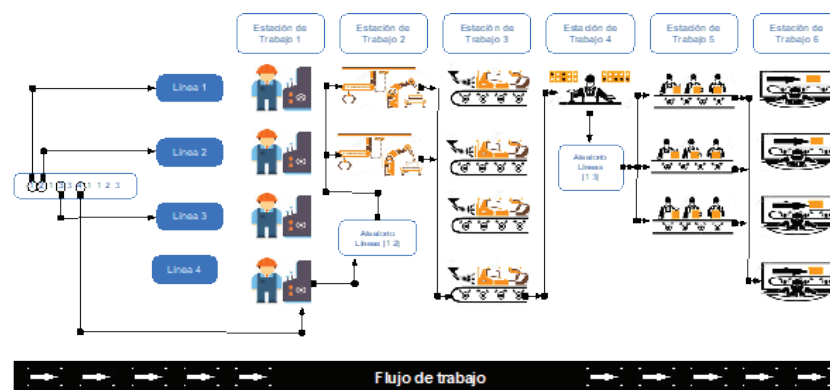 Estación de
Trabajo 1
Estación de
Trabajo 2
Estación de
Trabajo 3
Estación de
Trabajo 4
Estación de
Trabajo 5
Estación de
Trabajo 6
Línea 1
Línea 2
Línea 3
Línea 4
Aleatorio
Líneas [1 2]
Aleatorio
Líneas
[1 3]
Flujo de trabajo